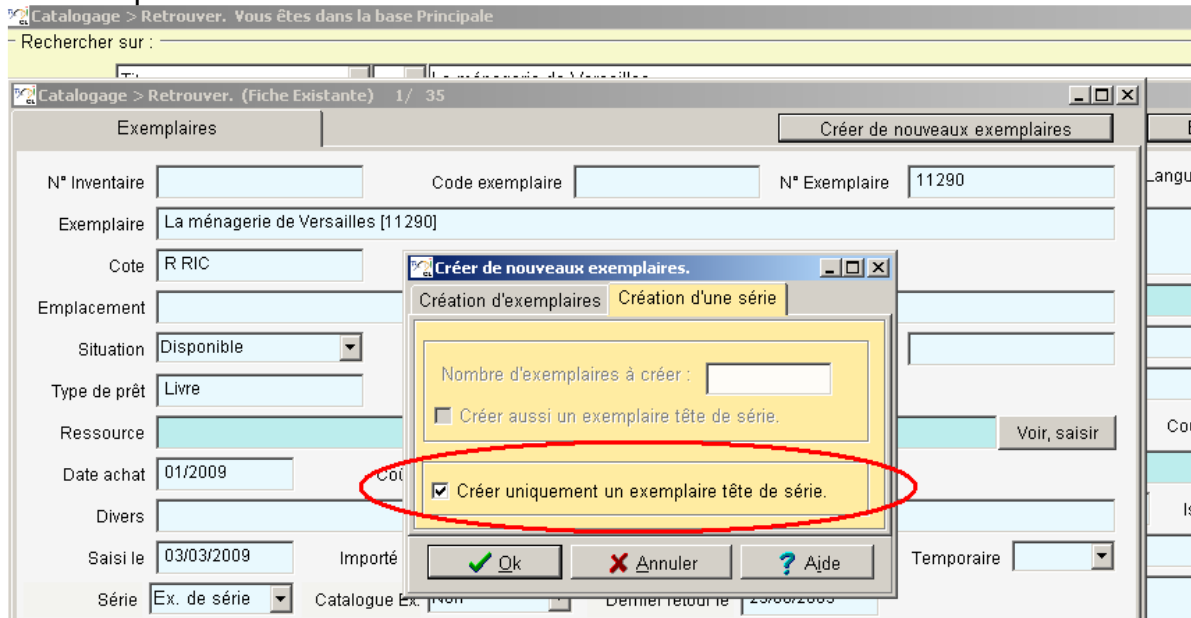 Catalogage > Retrouver. Vous êtes dans la base Principale
Rechercher sur :
Catalogage > Retrouver. (Fiche Existante) 1/ 35
Exemplaires Créer de nouveaux exemplaires
N° Inventaire Code exemplaire N° Exemplaire 11290
Exemplaire La ménagerie de Versailles [11290]
Cote R RIC
Créer de nouveaux exemplaires.
Création d'exemplaires Création d'une série
Emplacement
Situation Disponible
Nombre d'exemplaires à créer :
Type de prêt Livre
Créer aussi un exemplaire tête de série.
Ressource Voir, saisir
Date achat 01/2009
Créer uniquement un exemplaire tête de série.
Divers
Saisi le 03/03/2009 Importé Ok Annuler ? Aide Temporaire
Série Ex. de série Catalogue Ex. Non Dernier retour le